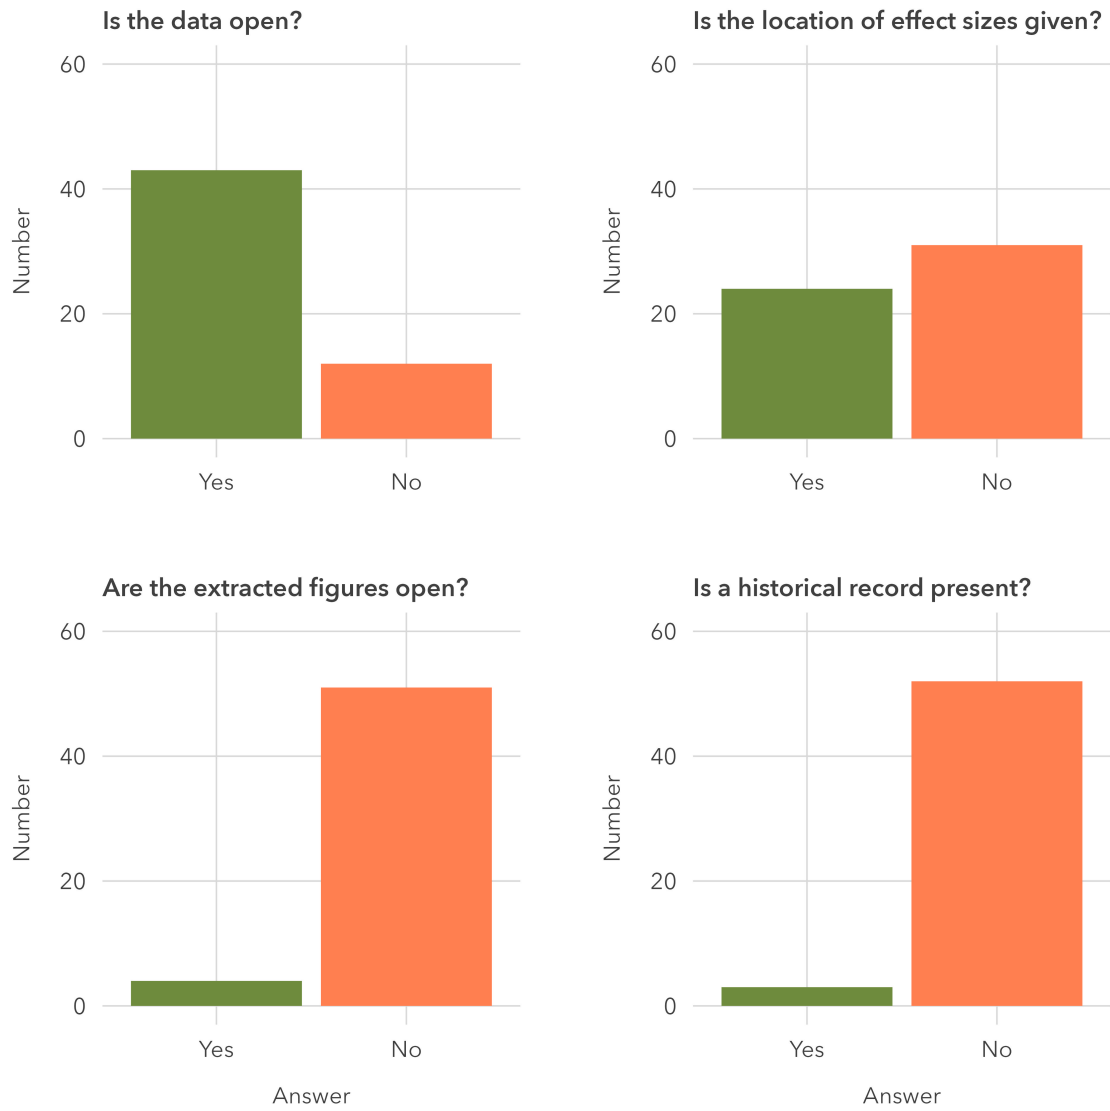 Is the data open?
60
40
20
0
Number
Yes No
Is the location of effect sizes given?
60
40
20
0
Number
Yes No
Are the extracted figures open?
60
40
20
0
Number
Yes No
Answer
Is a historical record present?
60
40
20
0
Number
Yes No
Answer